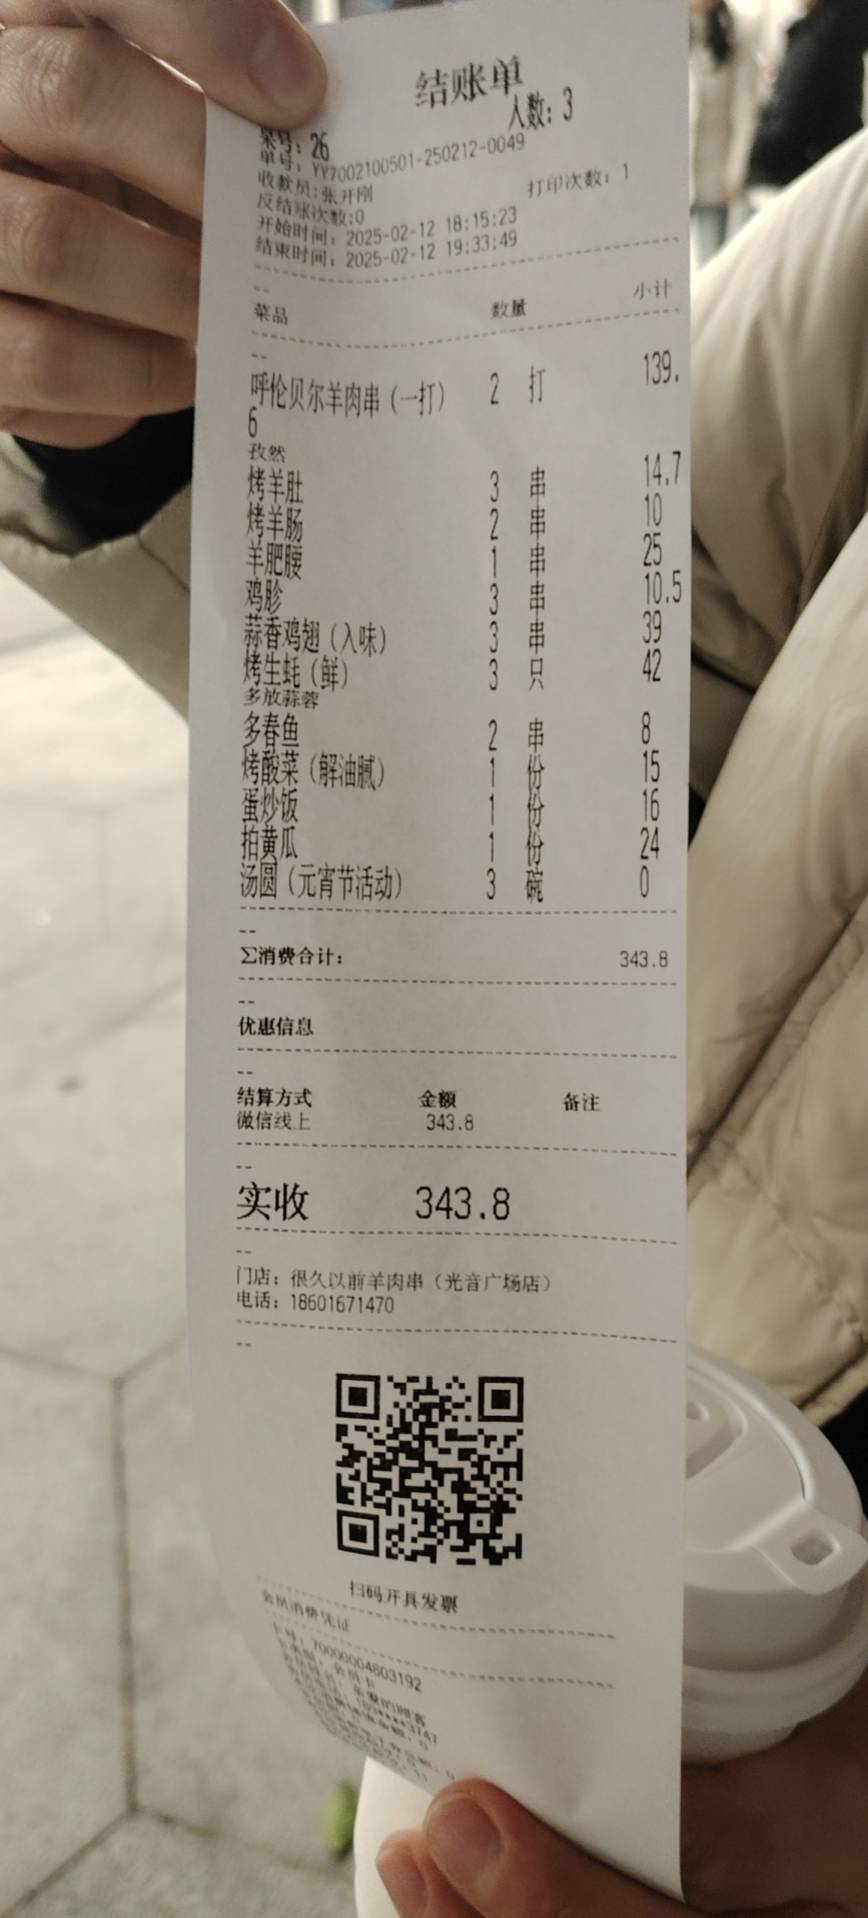 结账单
人数: 3
桌号: 26
单号: YY7002100501-250212-0049
收款员:张开刚
打印次数: 1
反结账次数:0
开始时间: 2025-02-12 18:15:23
结束时间: 2025-02-12 19:33:49
--
菜品 数量 小计
--
呼伦贝尔羊肉串(一打) 2 打 139.
6
孜然
烤羊肚 3 串 14.7
烤羊肠 2 串 10
羊肥腰 1 串 25
鸡胗 3 串 10.5
蒜香鸡翅(入味) 3 串 39
烤生蚝(鲜) 3 只 42
多放蒜蓉
多春鱼 2 串 8
烤酸菜(解油腻) 1 份 15
蛋炒饭 1 份 16
拍黄瓜 1 份 24
汤圆(元宵节活动) 3 碗 0
--
∑消费合计: 343.8
--
优惠信息
--
结算方式 金额 备注
微信线上 343.8
--
实收 343.8
--
门店: 很久以前羊肉串(光音广场店)
电话: 18601671470
--
扫码开具发票
会员消费凭证
卡号: 70000004603192